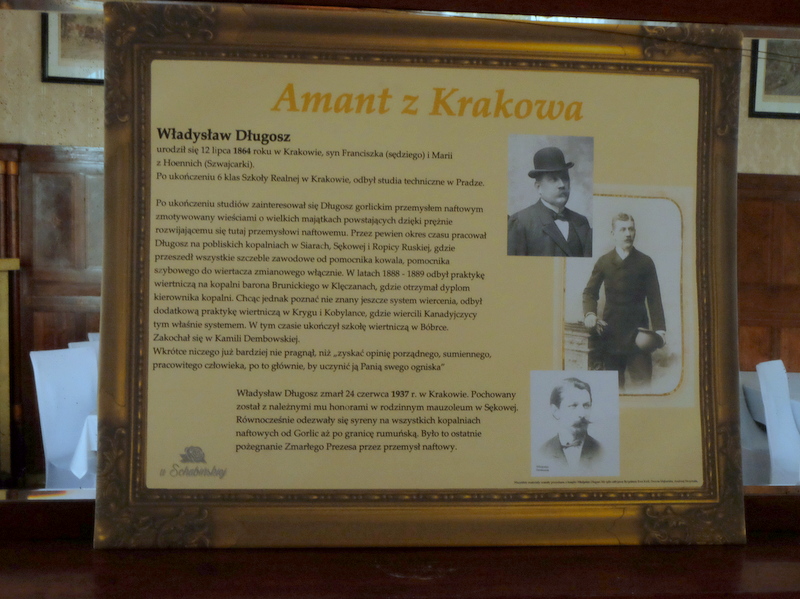 Amant z Krakowa
Władysław Długosz
urodził się 12 lipca 1864 roku w Krakowie, syn Franciszka (sędziego) i Marii
z Hoennich (Szwajcarki).
Po ukończeniu 6 klas Szkoły Realnej w Krakowie, odbył studia techniczne w Pradze.
Po ukończeniu studiów zainteresował się Długosz gorlickim przemysłem naftowym
zmotywowany wieściami o wielkich majątkach powstających dzięki prężnie
rozwijającemu się tutaj przemysłowi naftowemu. Przez pewien okres czasu pracował
Długosz na pobliskich kopalniach w Siarach, Sękowej i Ropicy Ruskiej, gdzie
przeszedł wszystkie szczeble zawodowe od pomocnika kowala, pomocnika
szybowego do wiertacza zmianowego włącznie. W latach 1888 - 1889 odbył praktykę
wiertniczą na kopalni barona Brunickiego w Klęczanach, gdzie otrzymał dyplom
kierownika kopalni. Chcąc jednak poznać nie znany jeszcze system wiercenia, odbył
dodatkową praktykę wiertniczą w Krygu i Kobylance, gdzie wiercili Kanadyjczycy
tym właśnie systemem. W tym czasie ukończył szkołę wiertniczą w Bóbrce.
Zakochał się w Kamili Dembowskiej.
Wkrótce niczego już bardziej nie pragnął, niż „zyskać opinię porządnego, sumiennego,
pracowitego człowieka, po to głównie, by uczynić ją Panią swego ogniska"
Władysław Długosz zmarł 24 czerwca 1937 r. w Krakowie. Pochowany
został z należnymi mu honorami w rodzinnym mauzoleum w Sękowej.
Równocześnie odezwały się syreny na wszystkich kopalniach
naftowych od Gorlic aż po granicę rumuńską. Było to ostatnie
pożegnanie Zmarłego Prezesa przez przemysł naftowy.
u Schabińskiej